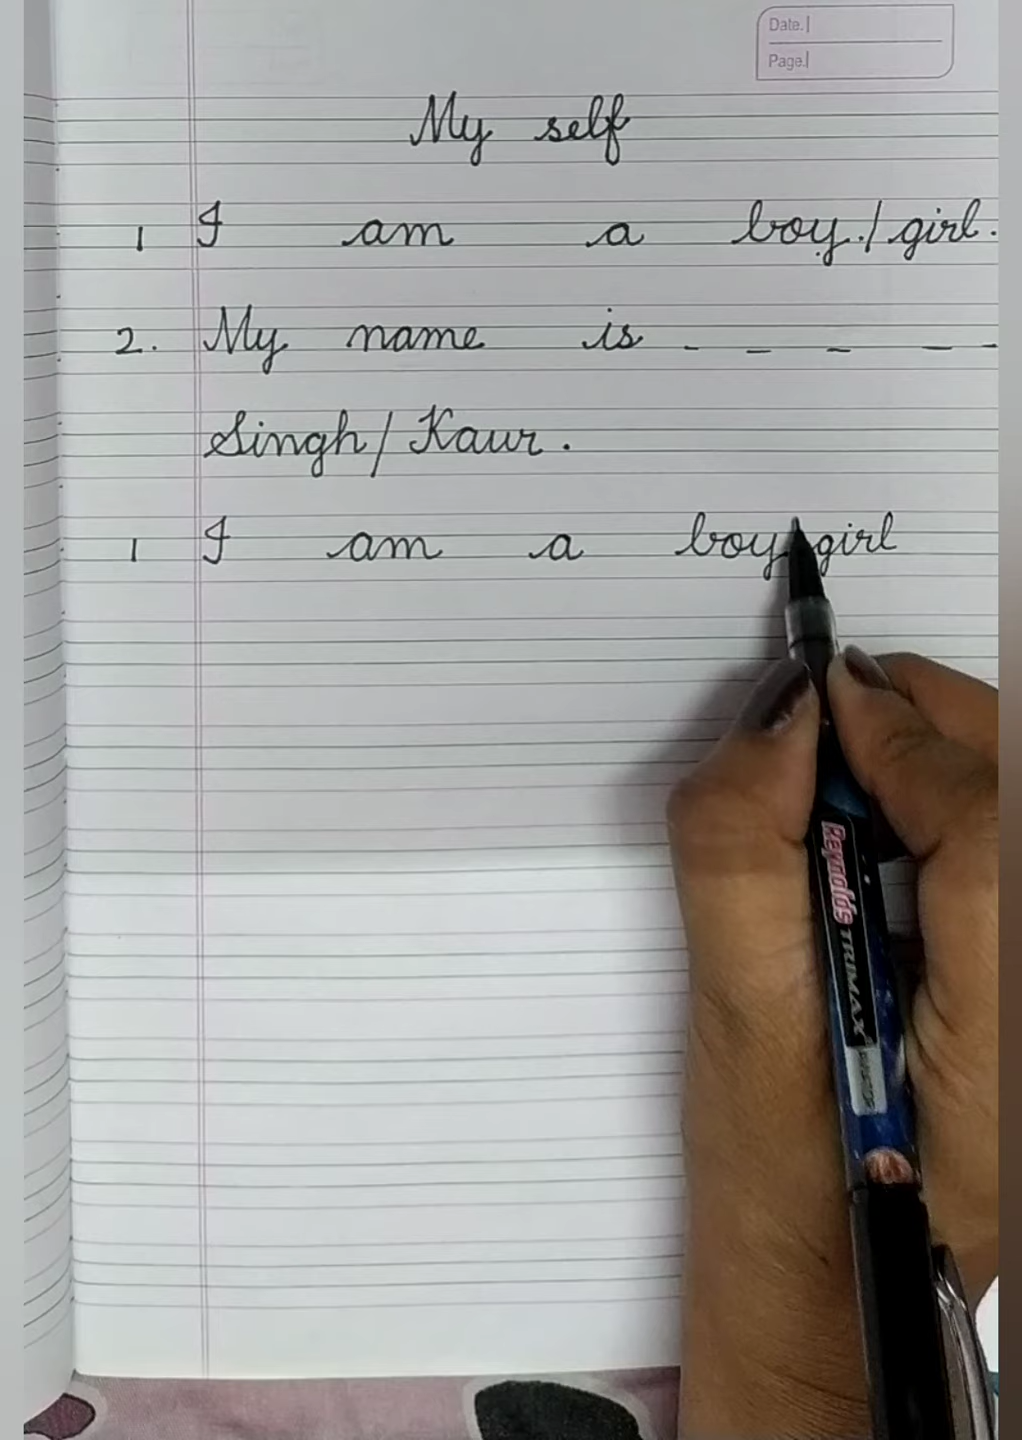 Date.
Page.
My self
1 I am a boy./girl.
2. My name is - - - - -
Singh/Kaur.
1 I am a boy girl
Reynolds TRIMAX